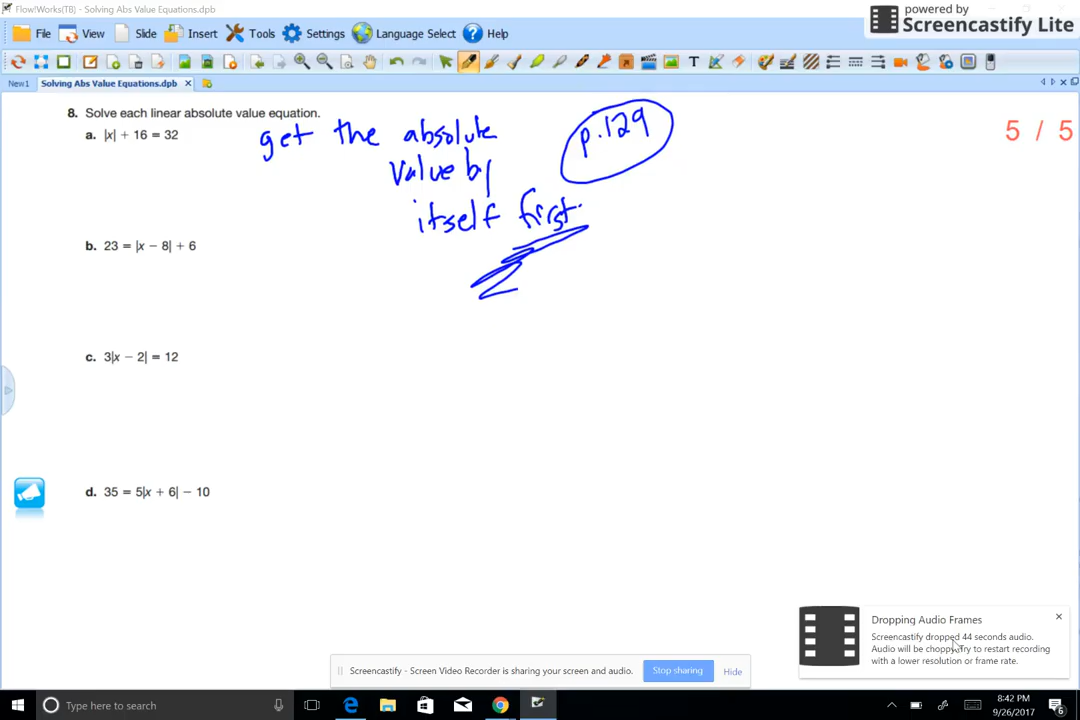 Flow!Works(TB) - Solving Abs Value Equations.dpb
powered by
Screencastify Lite
File View Slide Insert Tools Settings Language Select Help
New1 Solving Abs Value Equations.dpb
8. Solve each linear absolute value equation.
a. |x| + 16 = 32
get the absolute
value by
itself first.
p.129
5 / 5
b. 23 = |x − 8| + 6
c. 3|x − 2| = 12
d. 35 = 5|x + 6| − 10
Dropping Audio Frames
Screencastify dropped 44 seconds audio.
Audio will be choppy. Try to restart recording
with a lower resolution or frame rate.
Screencastify - Screen Video Recorder is sharing your screen and audio. Stop sharing Hide
Type here to search
8:42 PM
9/26/2017
6